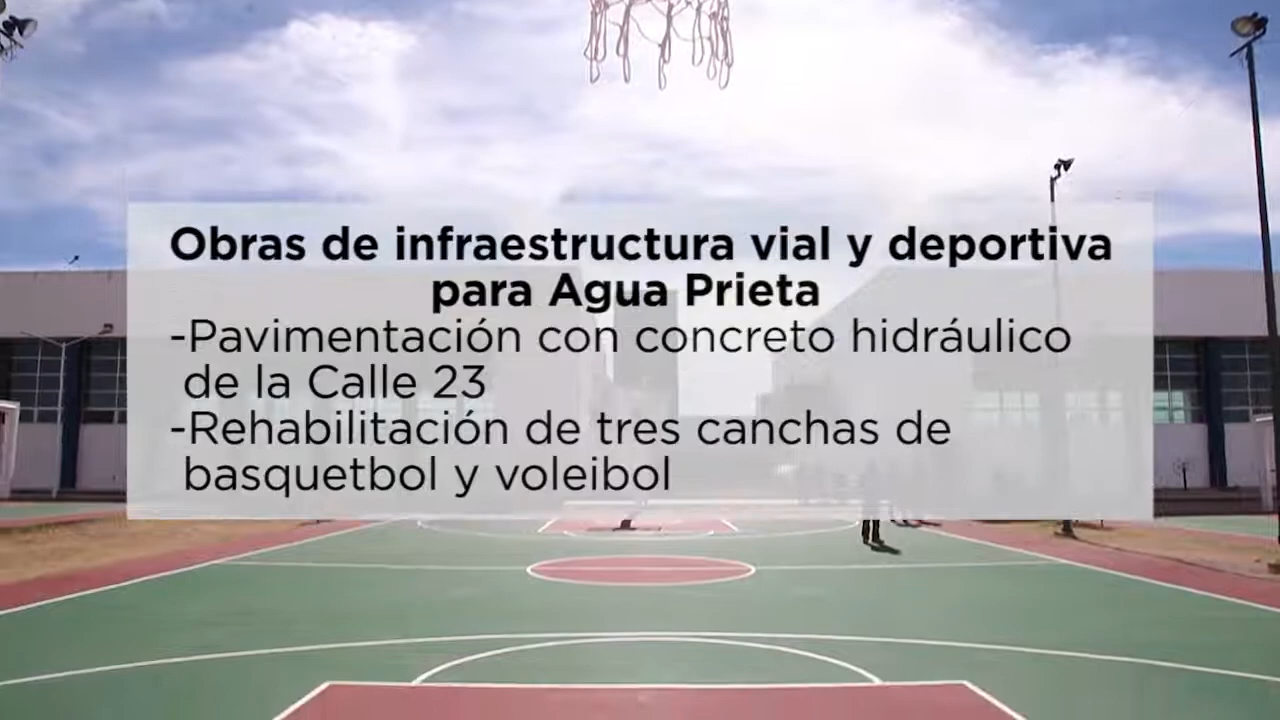 Obras de infraestructura vial y deportiva
para Agua Prieta
-Pavimentación con concreto hidráulico
de la Calle 23
-Rehabilitación de tres canchas de
basquetbol y voleibol